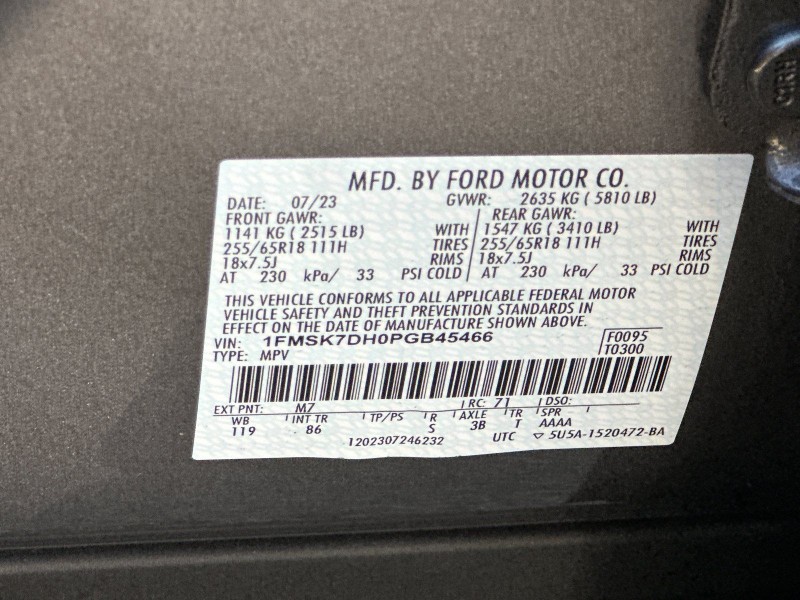 MFD. BY FORD MOTOR CO.
DATE: 07/23 GVWR: 2635 KG ( 5810 LB)
FRONT GAWR: REAR GAWR:
1141 KG ( 2515 LB) WITH 1547 KG ( 3410 LB) WITH
255/65R18 111H TIRES 255/65R18 111H TIRES
18x7.5J RIMS 18x7.5J RIMS
AT 230 kPa/ 33 PSI COLD AT 230 kPa/ 33 PSI COLD
THIS VEHICLE CONFORMS TO ALL APPLICABLE FEDERAL MOTOR
VEHICLE SAFETY AND THEFT PREVENTION STANDARDS IN
EFFECT ON THE DATE OF MANUFACTURE SHOWN ABOVE.
VIN: 1FMSK7DH0PGB45466 F0095
TYPE: MPV T0300
EXT PNT: M7 RC: 71 DSO:
WB INT TR TP/PS R AXLE TR SPR
119 . 86 S 3B T AAAA
1202307246232 UTC ▽ 5U5A-1520472-BA